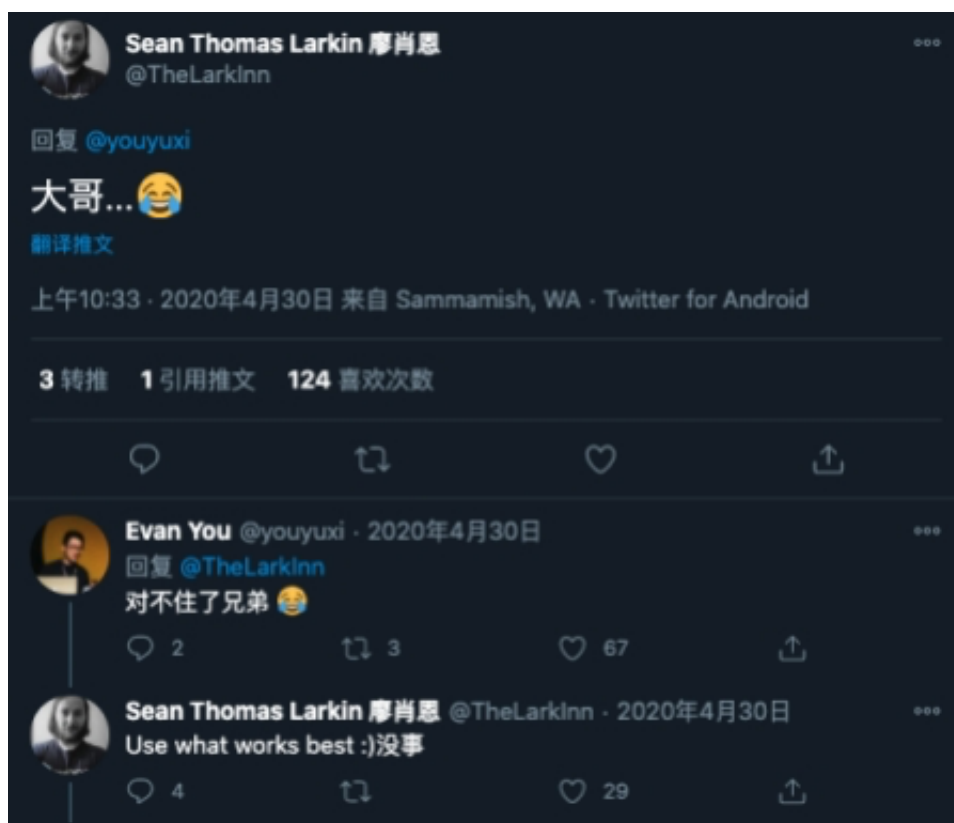 Sean Thomas Larkin 廖肖恩
@TheLarkInn
回复 @youyuxi
大哥...😂
翻译推文
上午10:33 · 2020年4月30日 来自 Sammamish, WA · Twitter for Android
3 转推 1 引用推文 124 喜欢次数
Evan You @youyuxi · 2020年4月30日
回复 @TheLarkInn
对不住了兄弟 😂
2 3 67
Sean Thomas Larkin 廖肖恩 @TheLarkInn · 2020年4月30日
Use what works best :)没事
4 29